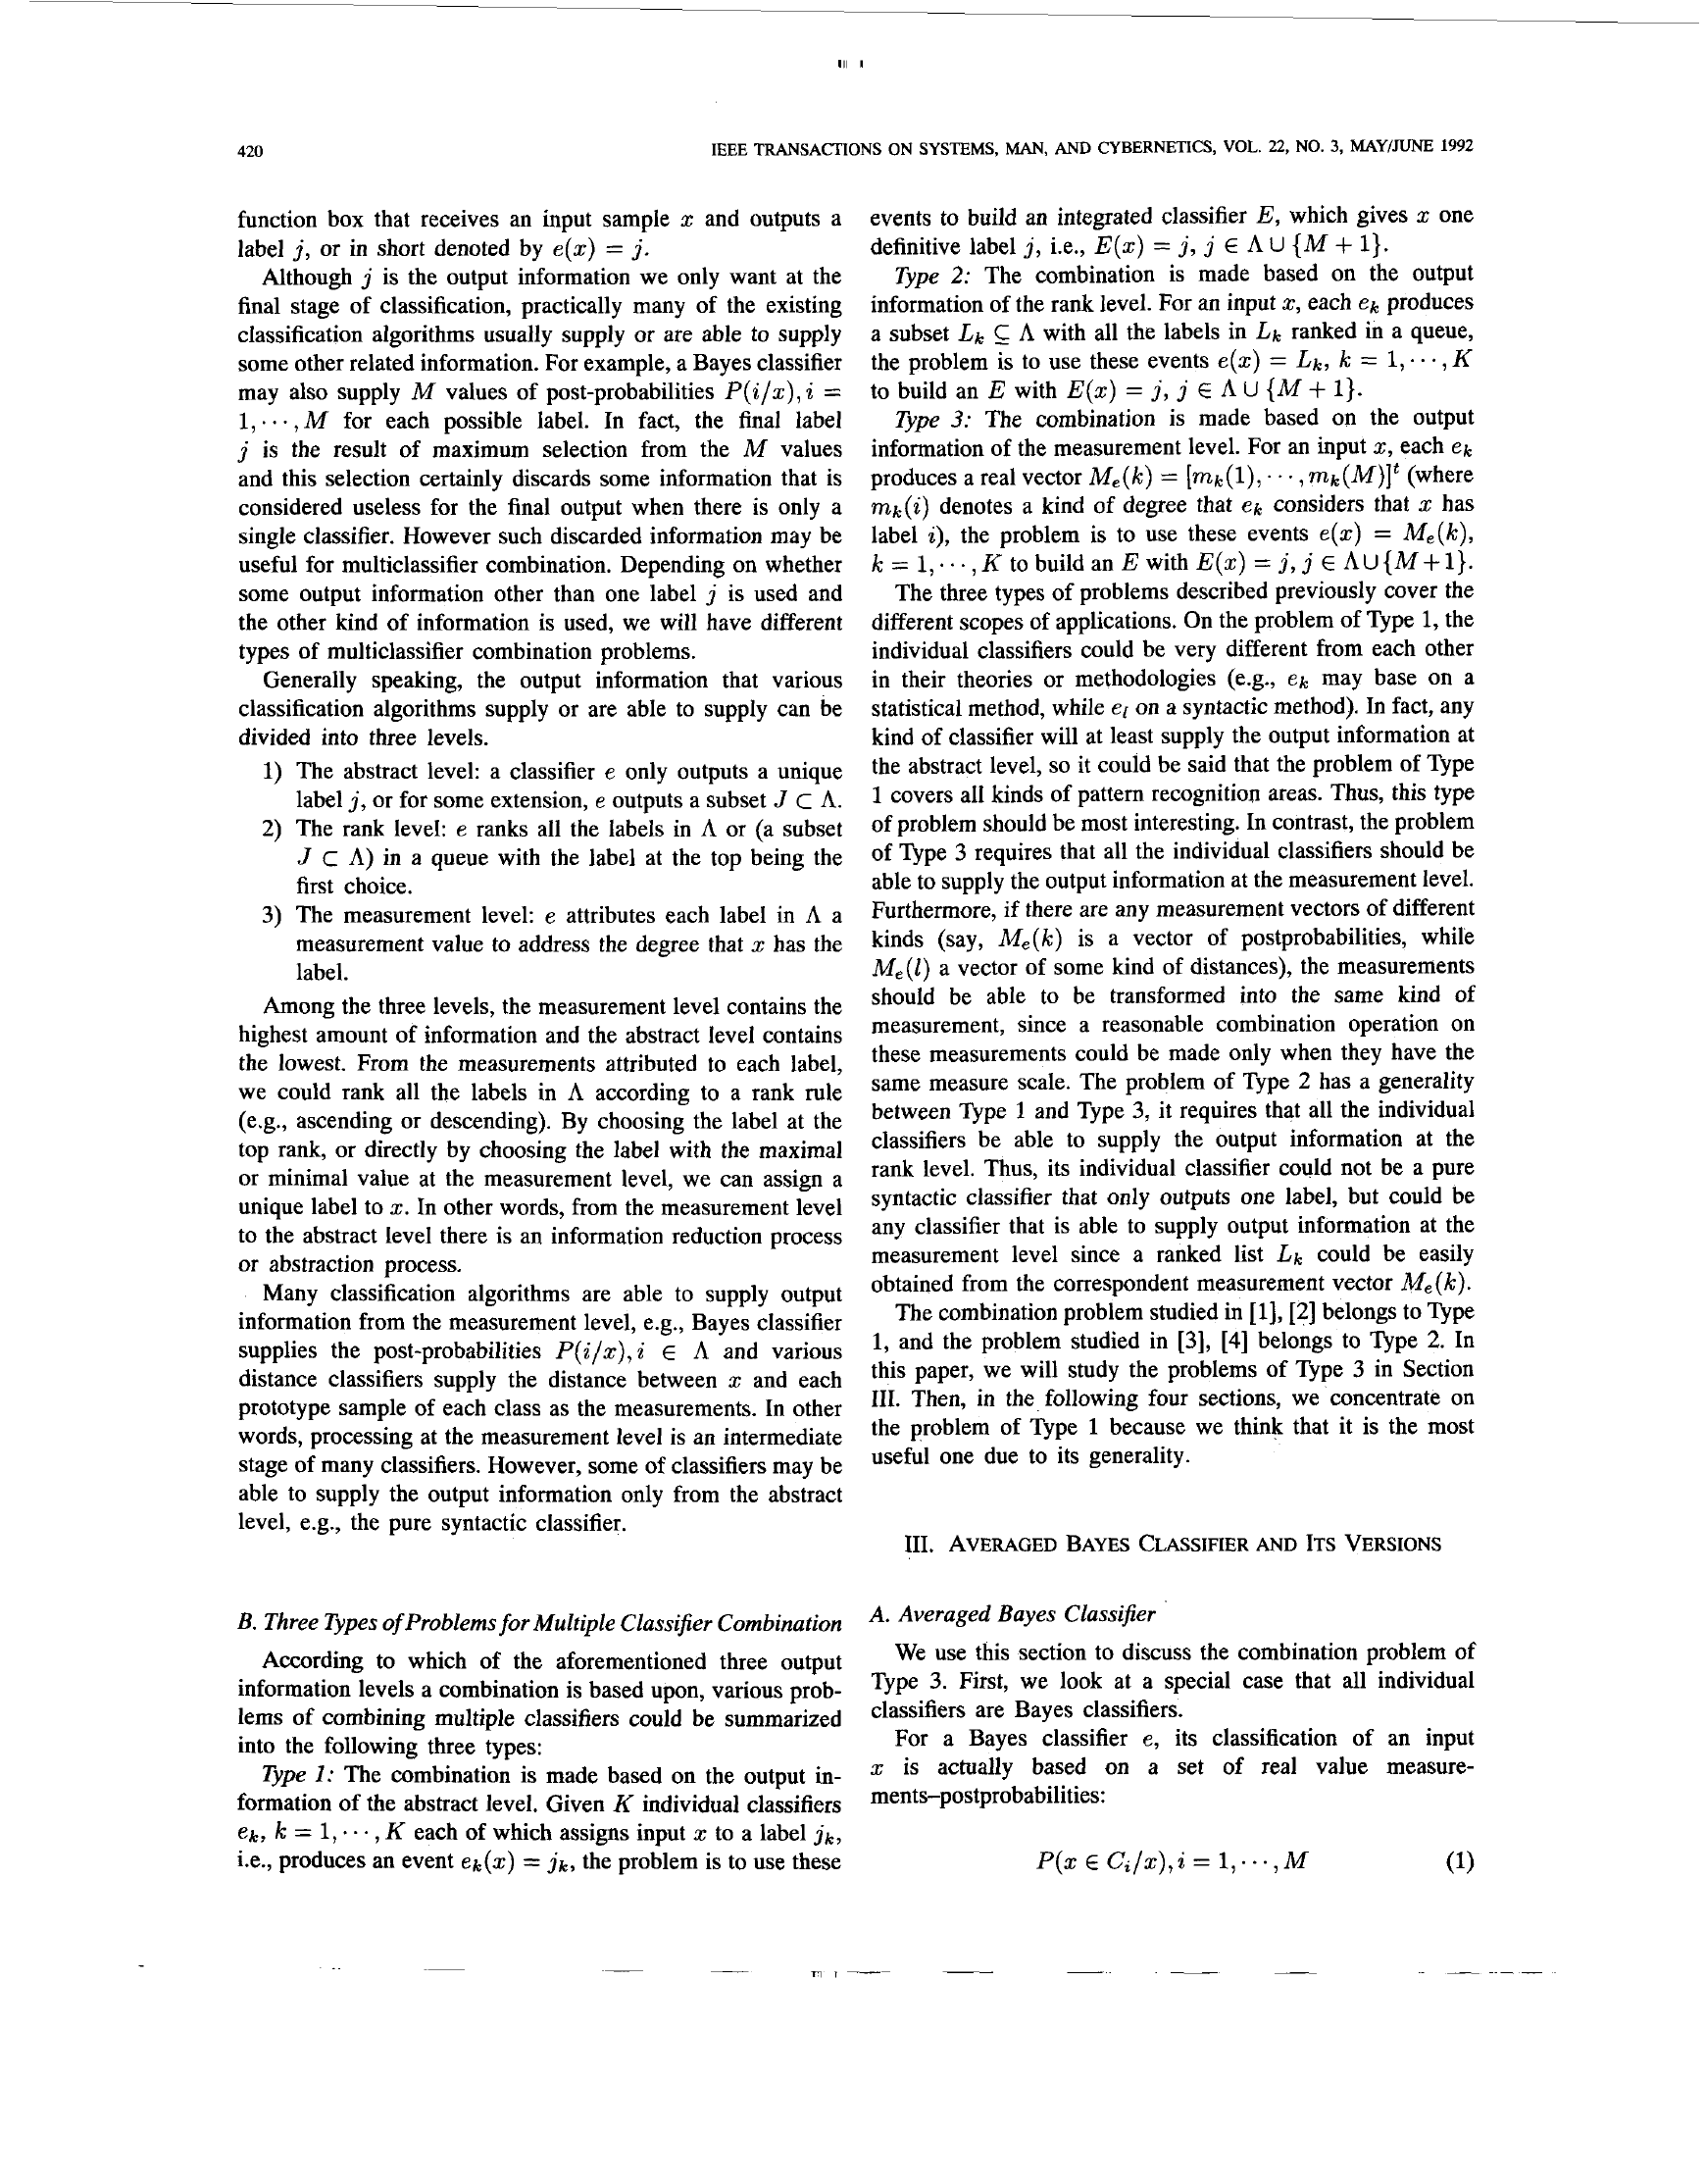 420
IEEE TRANSACTIONS ON SYSTEMS, MAN, AND CYBERNETICS, VOL. 22, NO. 3, MAY/JUNE 1992
function box that receives an input sample x and outputs a
label j, or in short denoted by e(x) = j.
Although j is the output information we only want at the
final stage of classification, practically many of the existing
classification algorithms usually supply or are able to supply
some other related information. For example, a Bayes classifier
may also supply M values of post-probabilities P(i/x), i =
1, ··· , M for each possible label. In fact, the final label
j is the result of maximum selection from the M values
and this selection certainly discards some information that is
considered useless for the final output when there is only a
single classifier. However such discarded information may be
useful for multiclassifier combination. Depending on whether
some output information other than one label j is used and
the other kind of information is used, we will have different
types of multiclassifier combination problems.
Generally speaking, the output information that various
classification algorithms supply or are able to supply can be
divided into three levels.
1) The abstract level: a classifier e only outputs a unique
label j, or for some extension, e outputs a subset J ⊂ Λ.
2) The rank level: e ranks all the labels in Λ or (a subset
J ⊂ Λ) in a queue with the label at the top being the
first choice.
3) The measurement level: e attributes each label in Λ a
measurement value to address the degree that x has the
label.
Among the three levels, the measurement level contains the
highest amount of information and the abstract level contains
the lowest. From the measurements attributed to each label,
we could rank all the labels in Λ according to a rank rule
(e.g., ascending or descending). By choosing the label at the
top rank, or directly by choosing the label with the maximal
or minimal value at the measurement level, we can assign a
unique label to x. In other words, from the measurement level
to the abstract level there is an information reduction process
or abstraction process.
Many classification algorithms are able to supply output
information from the measurement level, e.g., Bayes classifier
supplies the post-probabilities P(i/x), i ∈ Λ and various
distance classifiers supply the distance between x and each
prototype sample of each class as the measurements. In other
words, processing at the measurement level is an intermediate
stage of many classifiers. However, some of classifiers may be
able to supply the output information only from the abstract
level, e.g., the pure syntactic classifier.
B. Three Types of Problems for Multiple Classifier Combination
According to which of the aforementioned three output
information levels a combination is based upon, various prob-
lems of combining multiple classifiers could be summarized
into the following three types:
Type 1: The combination is made based on the output in-
formation of the abstract level. Given K individual classifiers
e_k, k = 1, ··· , K each of which assigns input x to a label j_k,
i.e., produces an event e_k(x) = j_k, the problem is to use these
events to build an integrated classifier E, which gives x one
definitive label j, i.e., E(x) = j, j ∈ Λ ∪ {M + 1}.
Type 2: The combination is made based on the output
information of the rank level. For an input x, each e_k produces
a subset L_k ⊆ Λ with all the labels in L_k ranked in a queue,
the problem is to use these events e(x) = L_k, k = 1, ··· , K
to build an E with E(x) = j, j ∈ Λ ∪ {M + 1}.
Type 3: The combination is made based on the output
information of the measurement level. For an input x, each e_k
produces a real vector M_e(k) = [m_k(1), ··· , m_k(M)]^t (where
m_k(i) denotes a kind of degree that e_k considers that x has
label i), the problem is to use these events e(x) = M_e(k),
k = 1, ··· , K to build an E with E(x) = j, j ∈ Λ∪{M+1}.
The three types of problems described previously cover the
different scopes of applications. On the problem of Type 1, the
individual classifiers could be very different from each other
in their theories or methodologies (e.g., e_k may base on a
statistical method, while e_l on a syntactic method). In fact, any
kind of classifier will at least supply the output information at
the abstract level, so it could be said that the problem of Type
1 covers all kinds of pattern recognition areas. Thus, this type
of problem should be most interesting. In contrast, the problem
of Type 3 requires that all the individual classifiers should be
able to supply the output information at the measurement level.
Furthermore, if there are any measurement vectors of different
kinds (say, M_e(k) is a vector of postprobabilities, while
M_e(l) a vector of some kind of distances), the measurements
should be able to be transformed into the same kind of
measurement, since a reasonable combination operation on
these measurements could be made only when they have the
same measure scale. The problem of Type 2 has a generality
between Type 1 and Type 3, it requires that all the individual
classifiers be able to supply the output information at the
rank level. Thus, its individual classifier could not be a pure
syntactic classifier that only outputs one label, but could be
any classifier that is able to supply output information at the
measurement level since a ranked list L_k could be easily
obtained from the correspondent measurement vector M_e(k).
The combination problem studied in [1], [2] belongs to Type
1, and the problem studied in [3], [4] belongs to Type 2. In
this paper, we will study the problems of Type 3 in Section
III. Then, in the following four sections, we concentrate on
the problem of Type 1 because we think that it is the most
useful one due to its generality.
III. AVERAGED BAYES CLASSIFIER AND ITS VERSIONS
A. Averaged Bayes Classifier
We use this section to discuss the combination problem of
Type 3. First, we look at a special case that all individual
classifiers are Bayes classifiers.
For a Bayes classifier e, its classification of an input
x is actually based on a set of real value measure-
ments–postprobabilities:
P(x ∈ C_i/x), i = 1, ··· , M (1)